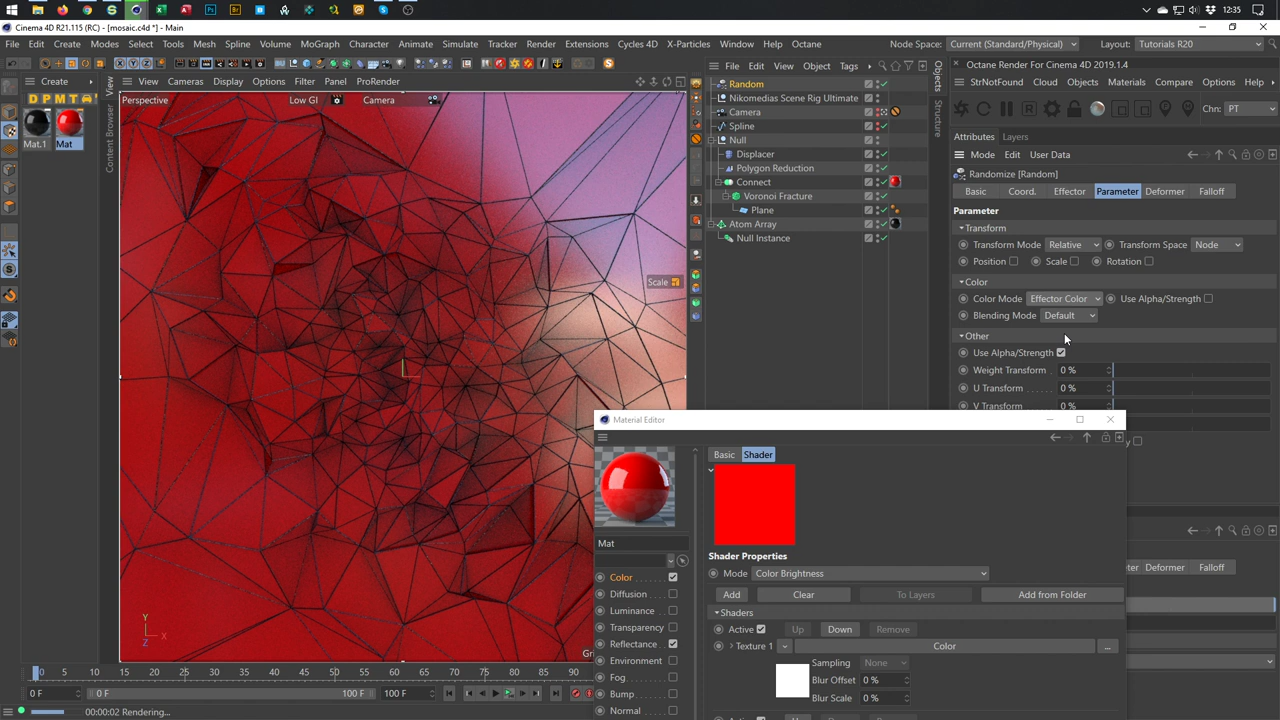 12:35
Cinema 4D R21.115 (RC) - [mosaic.c4d *] - Main
File Edit Create Modes Select Tools Mesh Spline Volume MoGraph Character Animate Simulate Tracker Render Extensions Cycles 4D X-Particles Window Help Octane
Node Space: Current (Standard/Physical) Layout: Tutorials R20
Create View Cameras Display Options Filter Panel ProRender
File Edit View Object Tags
Octane Render For Cinema 4D 2019.1.4
StrNotFound Cloud Objects Materials Compare Options Help
Chn: PT
D P M T
Mat.1 Mat
View
Content Browser
Perspective Low GI Camera
Scale
Objects
Structure
Random
Nikomedias Scene Rig Ultimate
Camera
Spline
Null
Displacer
Polygon Reduction
Connect
Voronoi Fracture
Plane
Atom Array
Null Instance
Attributes Layers
Mode Edit User Data
Randomize [Random]
Basic Coord. Effector Parameter Deformer Falloff
Parameter
Transform
Transform Mode Relative Transform Space Node
Position Scale Rotation
Color
Color Mode Effector Color Use Alpha/Strength
Blending Mode Default
Other
Use Alpha/Strength
Weight Transform 0 %
U Transform 0 %
V Transform 0 %
Deformer Falloff
Material Editor
Basic Shader
Shader Properties
Mode Color Brightness
Add Clear To Layers Add from Folder
Shaders
Active Up Down Remove
Texture 1 Color ...
Sampling None
Blur Offset 0 %
Blur Scale 0 %
Mat
Color
Diffusion
Luminance
Transparency
Reflectance
Environment
Fog
Bump
Normal
X Y Z
0 5 10 15 20 25 30 35 40 45 50 55 60 65 70 75 80 85 90
0 F 0 F 100 F 100 F
00:00:02 Rendering...